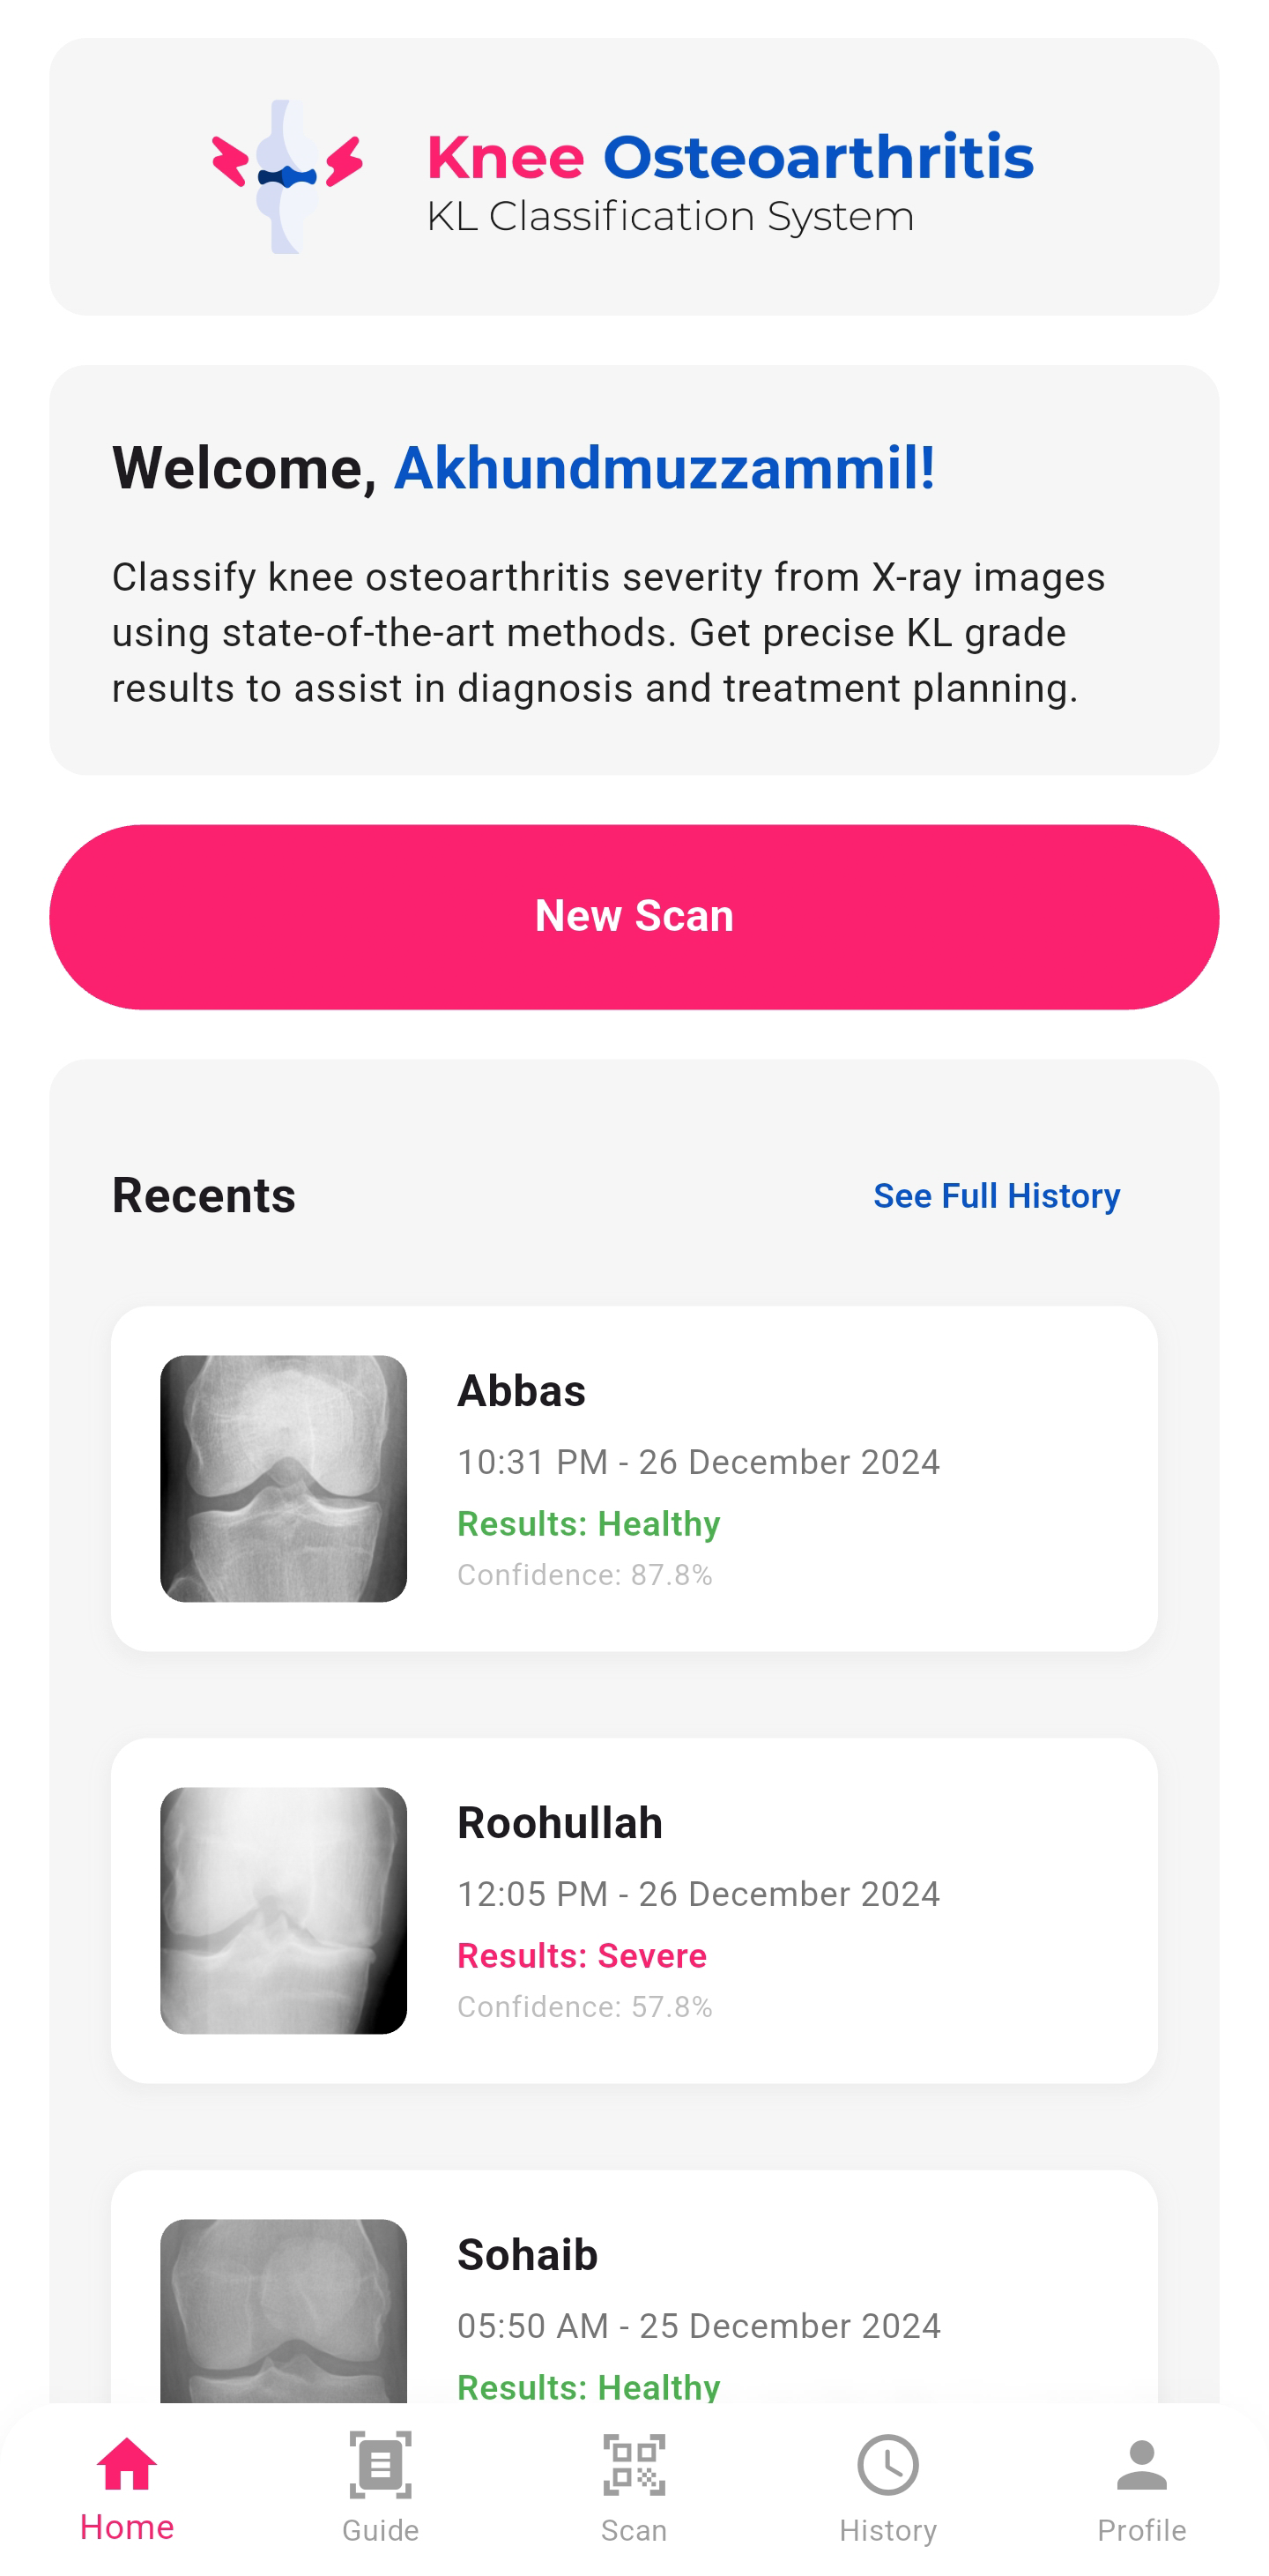 Knee Osteoarthritis
KL Classification System
Welcome, Akhundmuzzammil!
Classify knee osteoarthritis severity from X-ray images
using state-of-the-art methods. Get precise KL grade
results to assist in diagnosis and treatment planning.
New Scan
Recents
See Full History
Abbas
10:31 PM - 26 December 2024
Results: Healthy
Confidence: 87.8%
Roohullah
12:05 PM - 26 December 2024
Results: Severe
Confidence: 57.8%
Sohaib
05:50 AM - 25 December 2024
Results: Healthy
Home
Guide
Scan
History
Profile